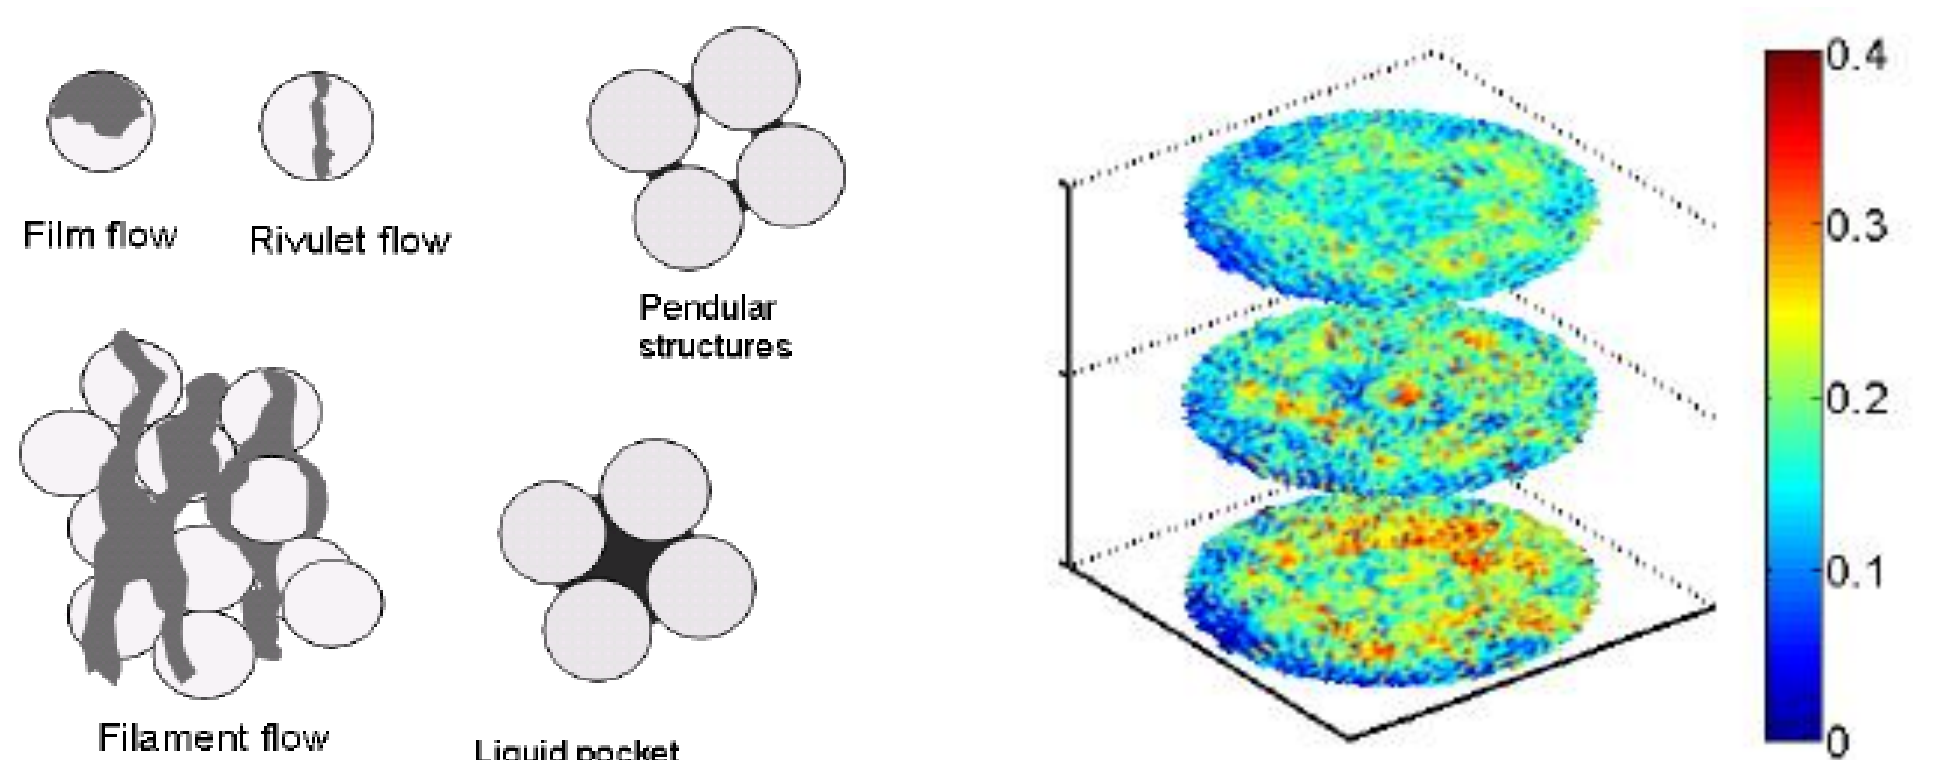 Film flow
Rivulet flow
Pendular
structures
Filament flow
Liquid pocket
0.4
0.3
0.2
0.1
0